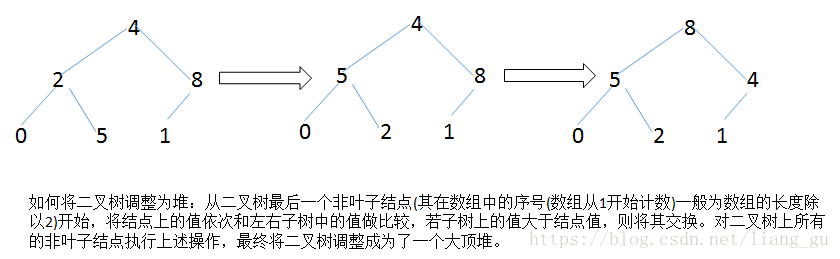 4 4 8
2 8 5 8 5 4
0 5 1 0 2 1 0 2 1
如何将二叉树调整为堆：从二叉树最后一个非叶子结点(其在数组中的序号(数组从1开始计数)一般为数组的长度除
以2)开始，将结点上的值依次和左右子树中的值做比较，若子树上的值大于结点值，则将其交换。对二叉树上所有
的非叶子结点执行上述操作，最终将二叉树调整成为了一个大顶堆。
https://blog.csdn.net/liang_gu